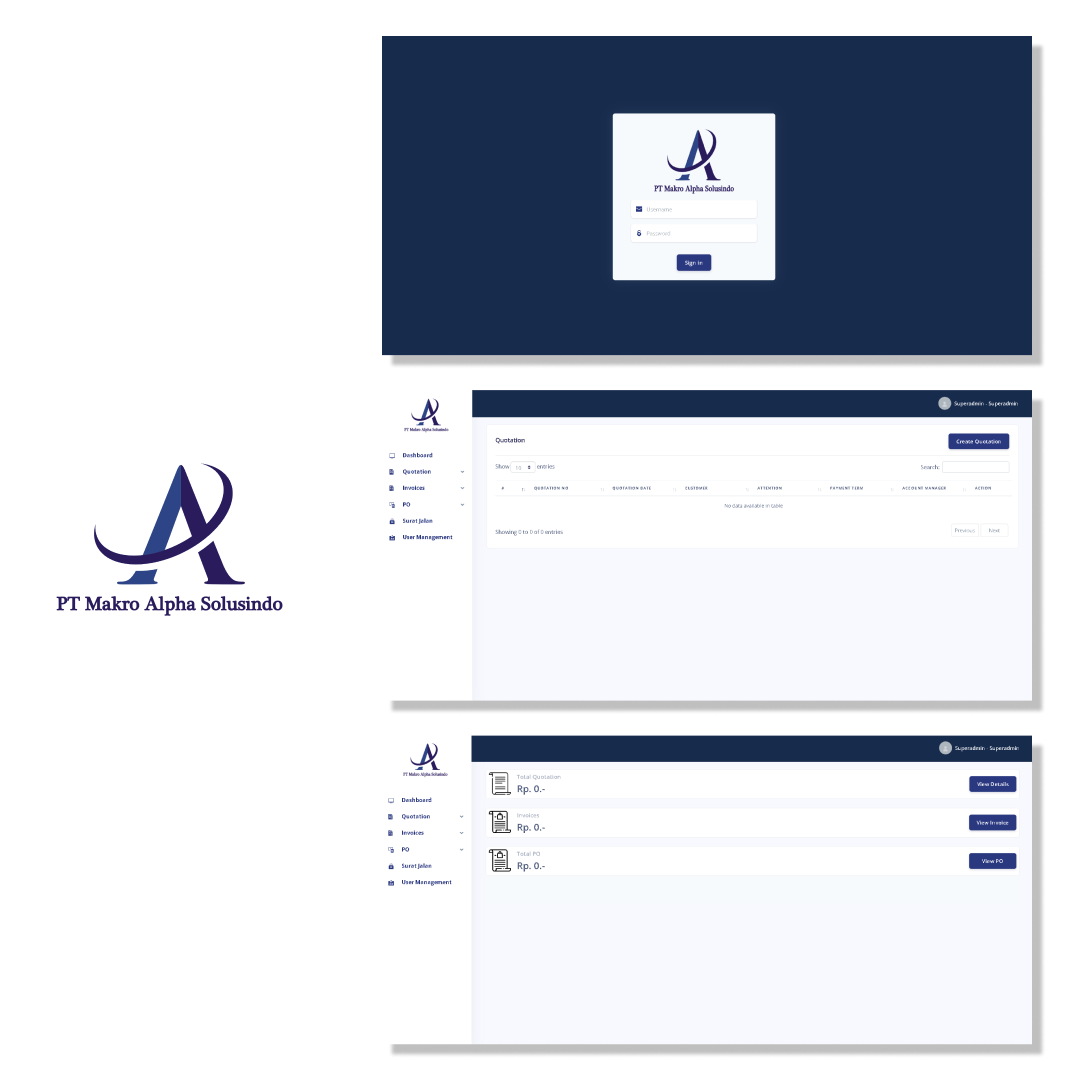 PT Makro Alpha Solusindo
PT Makro Alpha Solusindo
Username
Password
Sign in
PT Makro Alpha Solusindo
Superadmin - Superadmin
Dashboard
Quotation
Invoices
PO
Surat Jalan
User Management
Quotation
Create Quotation
Show 10 entries
Search:
# QUOTATION NO QUOTATION DATE CUSTOMER ATTENTION PAYMENT TERM ACCOUNT MANAGER ACTION
No data available in table
Showing 0 to 0 of 0 entries
Previous Next
PT Makro Alpha Solusindo
Superadmin - Superadmin
Dashboard
Quotation
Invoices
PO
Surat Jalan
User Management
Total Quotation
Rp. 0.-
View Details
Invoices
Rp. 0.-
View Invoice
Total PO
Rp. 0.-
View PO